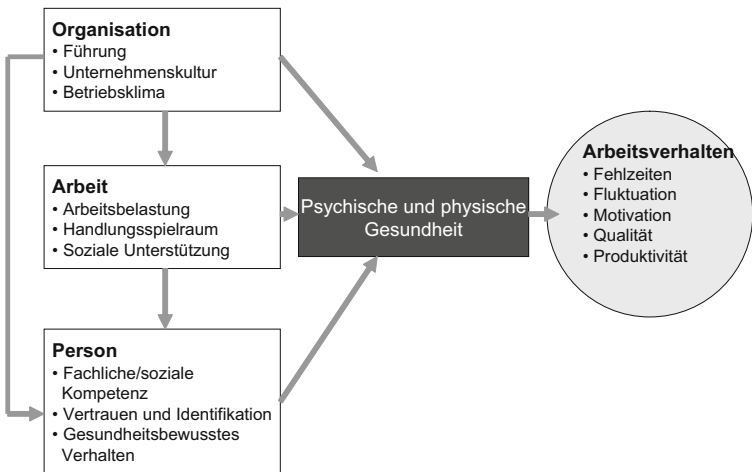 Organisation
• Führung
• Unternehmenskultur
• Betriebsklima
Arbeit
• Arbeitsbelastung
• Handlungsspielraum
• Soziale Unterstützung
Person
• Fachliche/soziale
Kompetenz
• Vertrauen und Identifikation
• Gesundheitsbewusstes
Verhalten
Psychische und physische
Gesundheit
Arbeitsverhalten
• Fehlzeiten
• Fluktuation
• Motivation
• Qualität
• Produktivität